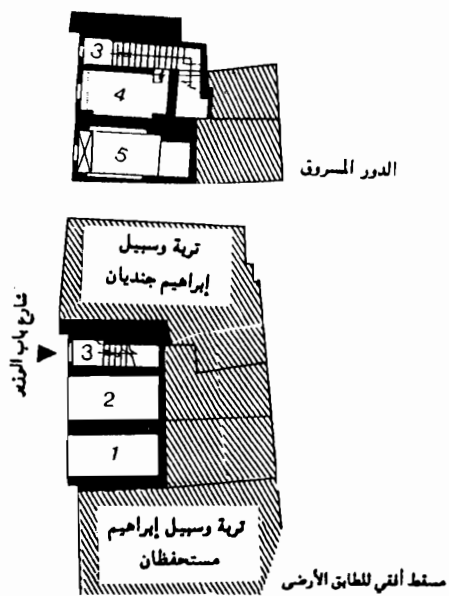 3
4
5
الدور المسروق
تربة وسبيل
إبراهيم جنديان
شارع باب الوزير
3
2
1
تربة وسبيل إبراهيم
مستحفظان
مسقط أفقي للطابق الأرضى